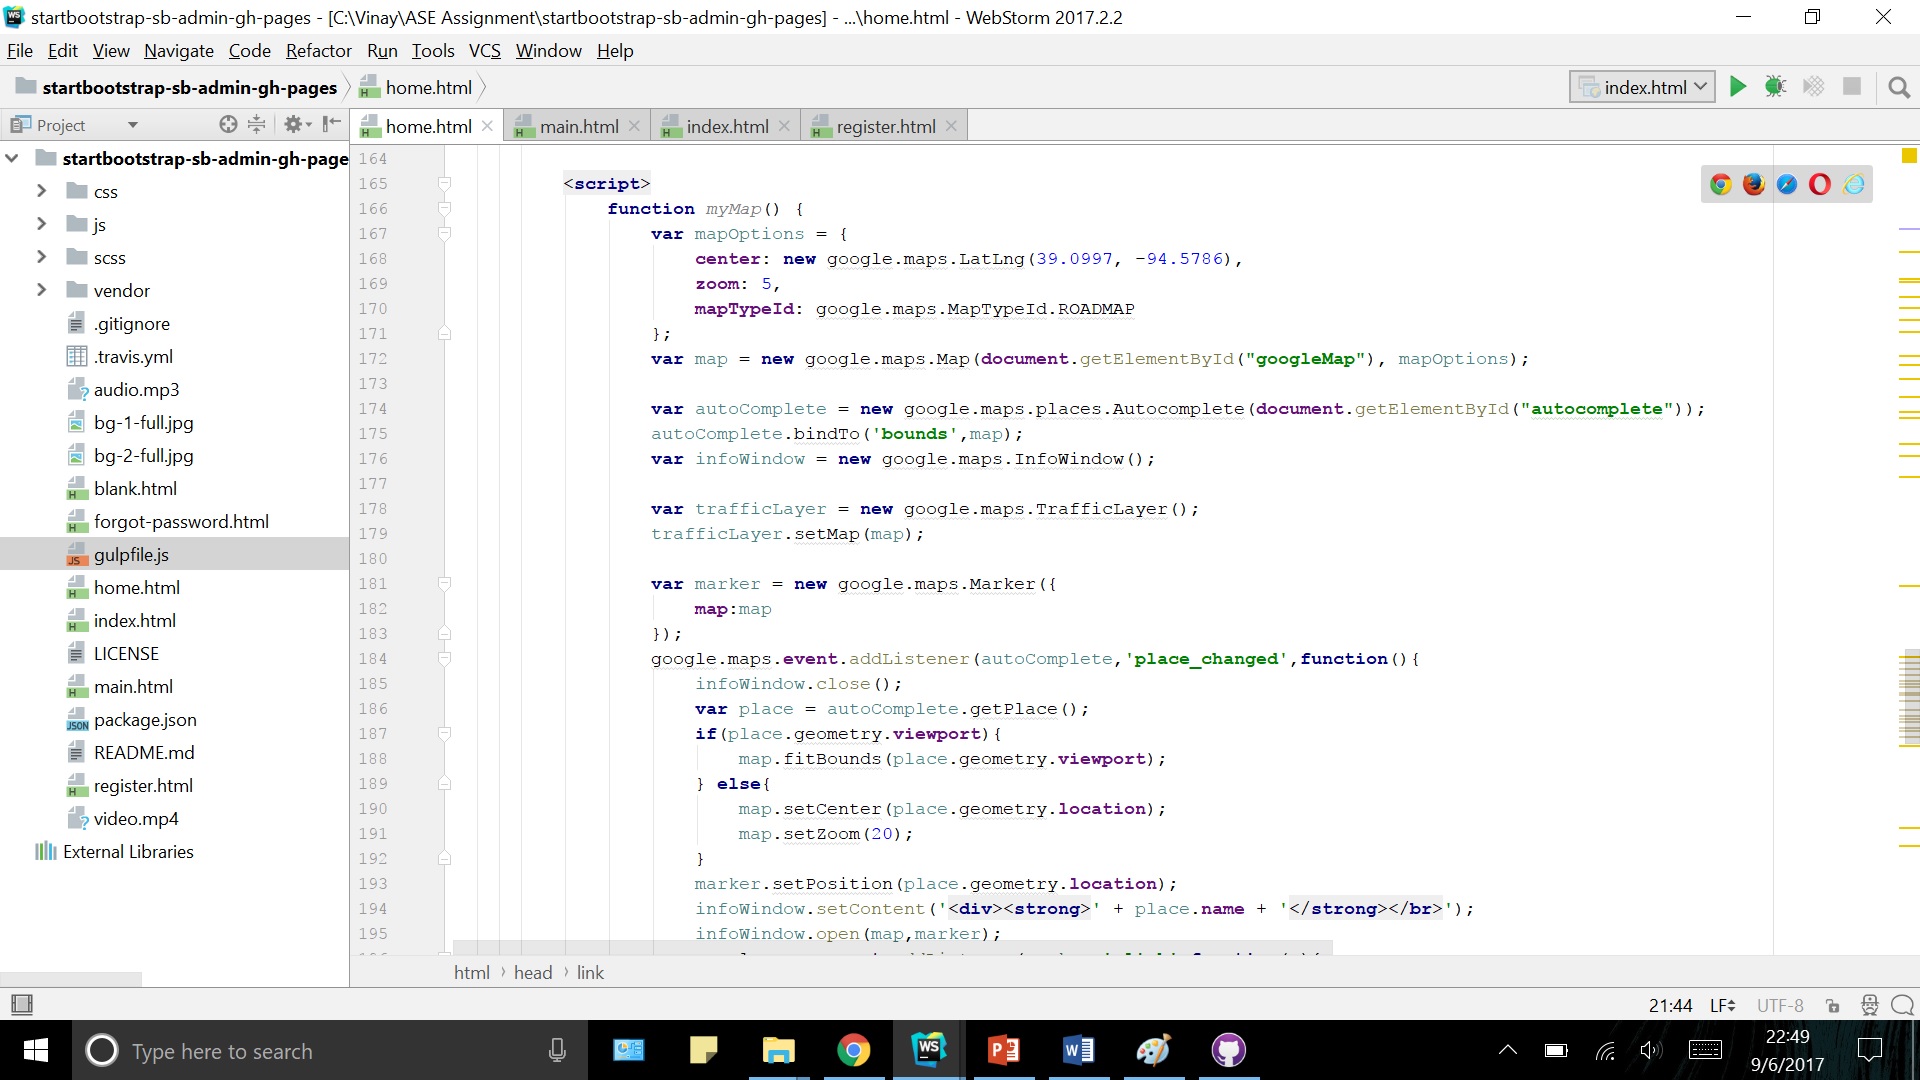 startbootstrap-sb-admin-gh-pages - [C:\Vinay\ASE Assignment\startbootstrap-sb-admin-gh-pages] - ...\home.html - WebStorm 2017.2.2
File Edit View Navigate Code Refactor Run Tools VCS Window Help
startbootstrap-sb-admin-gh-pages home.html index.html
Project
home.html main.html index.html register.html
startbootstrap-sb-admin-gh-page
css
js
scss
vendor
.gitignore
.travis.yml
audio.mp3
bg-1-full.jpg
bg-2-full.jpg
blank.html
forgot-password.html
gulpfile.js
home.html
index.html
LICENSE
main.html
package.json
README.md
register.html
video.mp4
External Libraries
164
165 <script>
166 function myMap() {
167 var mapOptions = {
168 center: new google.maps.LatLng(39.0997, -94.5786),
169 zoom: 5,
170 mapTypeId: google.maps.MapTypeId.ROADMAP
171 };
172 var map = new google.maps.Map(document.getElementById("googleMap"), mapOptions);
173
174 var autoComplete = new google.maps.places.Autocomplete(document.getElementById("autocomplete"));
175 autoComplete.bindTo('bounds',map);
176 var infoWindow = new google.maps.InfoWindow();
177
178 var trafficLayer = new google.maps.TrafficLayer();
179 trafficLayer.setMap(map);
180
181 var marker = new google.maps.Marker({
182 map:map
183 });
184 google.maps.event.addListener(autoComplete,'place_changed',function(){
185 infoWindow.close();
186 var place = autoComplete.getPlace();
187 if(place.geometry.viewport){
188 map.fitBounds(place.geometry.viewport);
189 } else{
190 map.setCenter(place.geometry.location);
191 map.setZoom(20);
192 }
193 marker.setPosition(place.geometry.location);
194 infoWindow.setContent('<div><strong>' + place.name + '</strong></br>');
195 infoWindow.open(map,marker);
html › head › link
21:44 LF UTF-8
Type here to search
22:49
9/6/2017